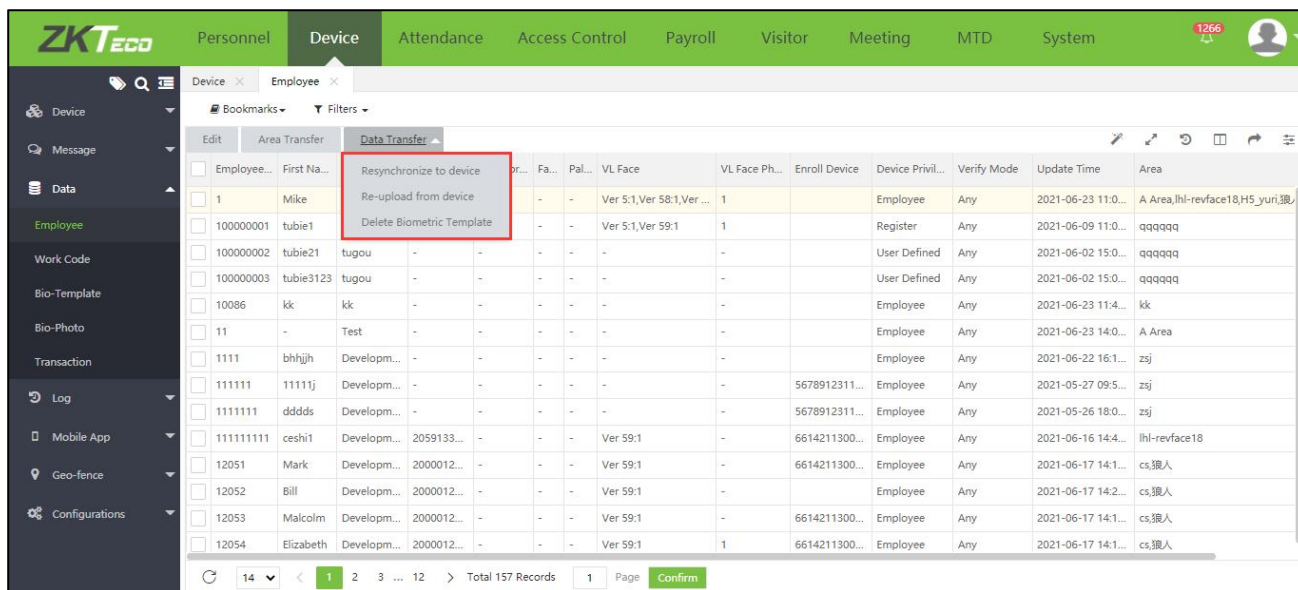 ZKTECO Personnel Device Attendance Access Control Payroll Visitor Meeting MTD System 1266
Device Employee
Bookmarks Filters
Edit Area Transfer Data Transfer
Resynchronize to device
Re-upload from device
Delete Biometric Template
Device
Message
Data
Employee
Work Code
Bio-Template
Bio-Photo
Transaction
Log
Mobile App
Geo-fence
Configurations
Employee... First Na... or... Fa... Pal... VL Face VL Face Ph... Enroll Device Device Privil... Verify Mode Update Time Area
1 Mike - - Ver 5:1,Ver 58:1,Ver ... 1 Employee Any 2021-06-23 11:0... A Area,lhl-revface18,H5_yuri,狼
100000001 tubie1 - - Ver 5:1,Ver 59:1 1 Register Any 2021-06-09 11:0... qqqqqq
100000002 tubie21 tugou - - - - - - User Defined Any 2021-06-02 15:0... qqqqqq
100000003 tubie3123 tugou - - - - - - User Defined Any 2021-06-02 15:0... qqqqqq
10086 kk kk - - - - - - Employee Any 2021-06-23 11:4... kk
11 - Test - - - - - - Employee Any 2021-06-23 14:0... A Area
1111 bhhjjh Developm... - - - - - - Employee Any 2021-06-22 16:1... zsj
111111 11111j Developm... - - - - - - 5678912311... Employee Any 2021-05-27 09:5... zsj
1111111 dddds Developm... - - - - - - 5678912311... Employee Any 2021-05-26 18:0... zsj
111111111 ceshi1 Developm... 2059133... - - - Ver 59:1 - 6614211300... Employee Any 2021-06-16 14:4... lhl-revface18
12051 Mark Developm... 2000012... - - - Ver 59:1 - 6614211300... Employee Any 2021-06-17 14:1... cs,狼人
12052 Bill Developm... 2000012... - - - Ver 59:1 - Employee Any 2021-06-17 14:2... cs,狼人
12053 Malcolm Developm... 2000012... - - - Ver 59:1 - 6614211300... Employee Any 2021-06-17 14:1... cs,狼人
12054 Elizabeth Developm... 2000012... - - - Ver 59:1 1 6614211300... Employee Any 2021-06-17 14:1... cs,狼人
14 < 1 2 3 ... 12 > Total 157 Records 1 Page Confirm